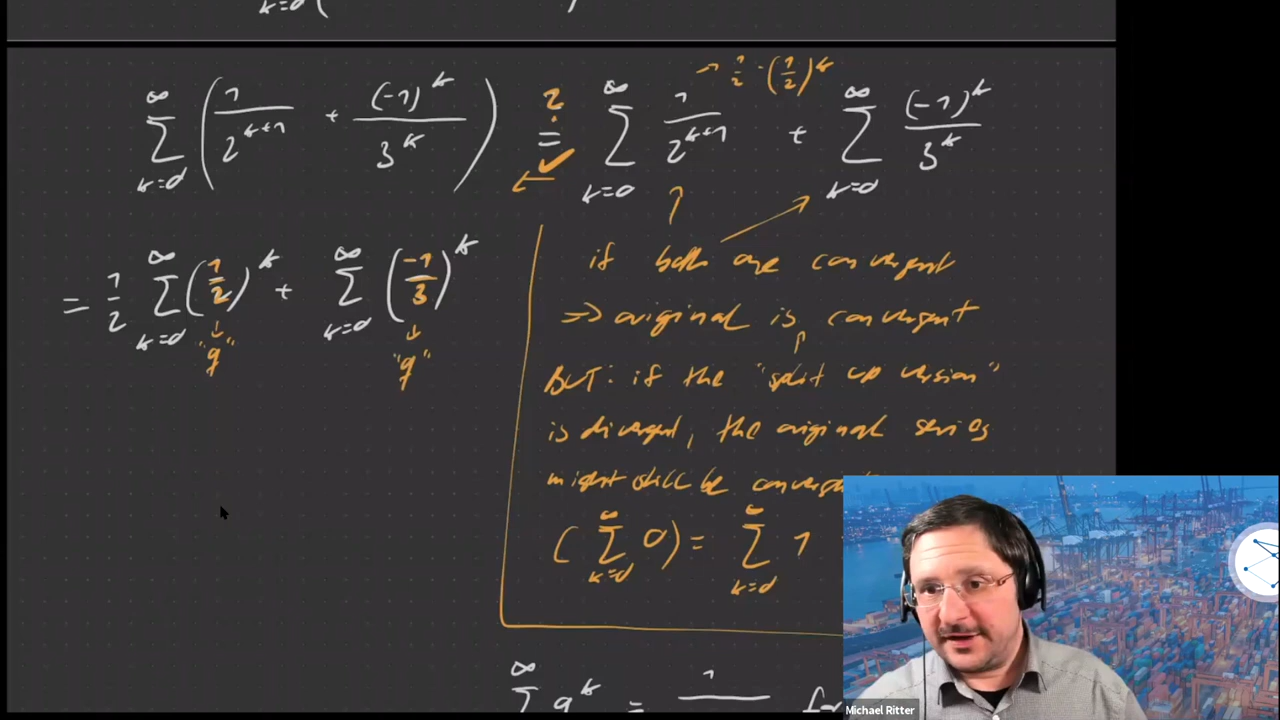 k=0 (
∞ Σ k=0 ( 1 / 2^{k+1} + (-1)^k / 3^k ) ?= ∞ Σ k=0 1 / 2^{k+1} + ∞ Σ k=0 (-1)^k / 3^k
→ 1/2 · (1/2)^k
= 1/2 ∞ Σ k=0 (1/2)^k + ∞ Σ k=0 (-1/3)^k
"q" "q"
if both are convergent
=> original is convergent
BUT: if the "split up version"
is divergent, the original series
might still be
( ∞ Σ k=0 0 ) = ∞ Σ k=0 1
∞ Σ q^k = 1
Michael Ritter